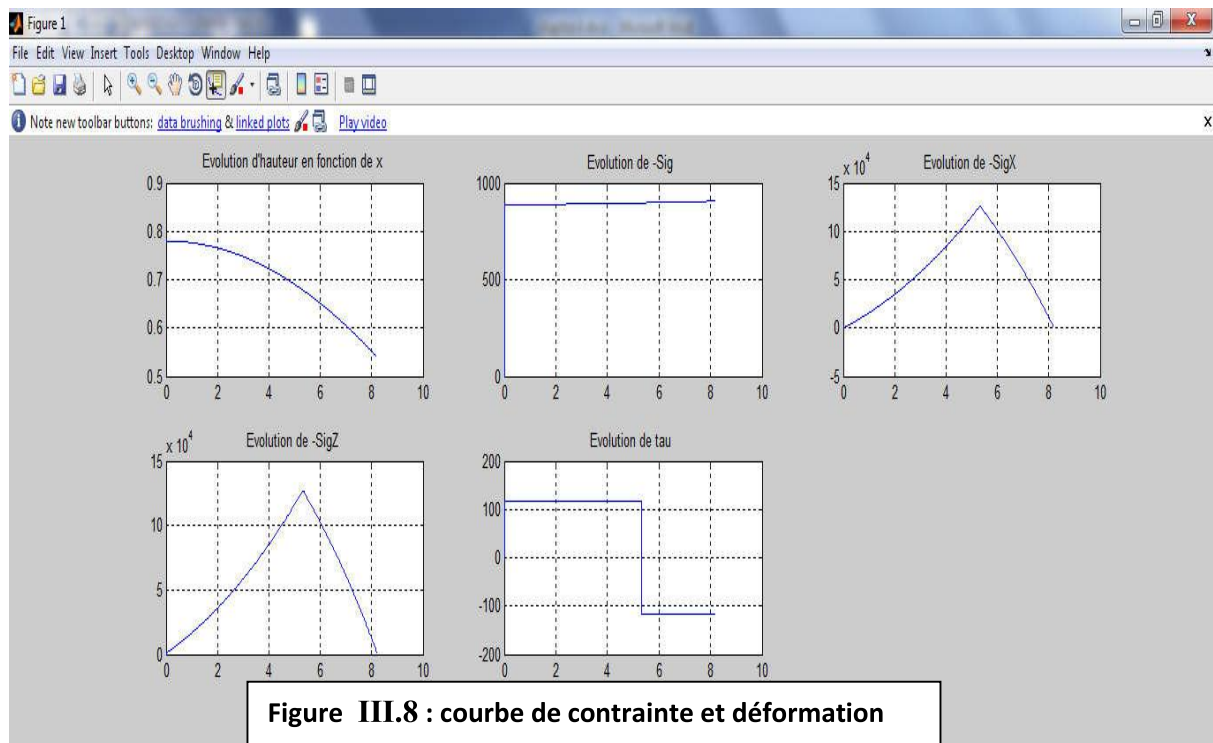 Figure 1
File Edit View Insert Tools Desktop Window Help
Note new toolbar buttons: data brushing & linked plots Play video X
Evolution d'hauteur en fonction de x
0.9
0.8
0.7
0.6
0.5
0 2 4 6 8 10
Evolution de -Sig
1000
500
0
0 2 4 6 8 10
x 10^4
Evolution de -SigX
15
10
5
0
-5
0 2 4 6 8 10
x 10^4
Evolution de -SigZ
15
10
5
0
0 2 4 6 8 10
Evolution de tau
200
100
0
-100
-200
0 2 4 6 8 10
Figure III.8 : courbe de contrainte et déformation